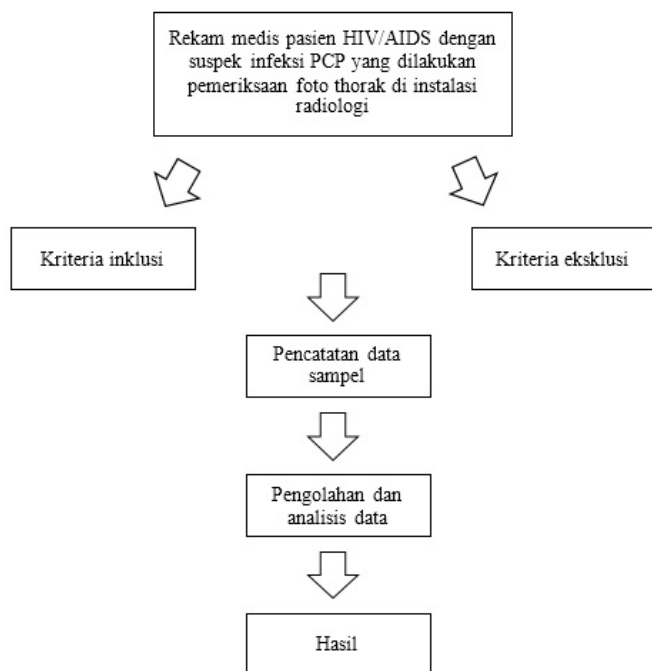 Rekam medis pasien HIV/AIDS dengan
suspek infeksi PCP yang dilakukan
pemeriksaan foto thorak di instalasi
radiologi
Kriteria inklusi
Kriteria eksklusi
Pencatatan data
sampel
Pengolahan dan
analisis data
Hasil